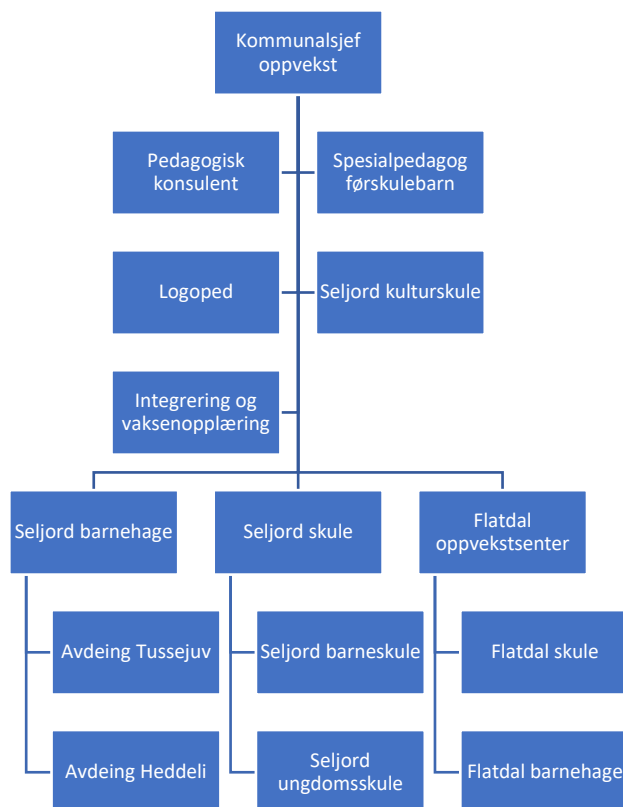 Kommunalsjef
oppvekst
Pedagogisk
konsulent
Spesialpedagog
førskulebarn
Logoped
Seljord kulturskule
Integrering og
vaksenopplæring
Seljord barnehage
Seljord skule
Flatdal
oppvekstsenter
Avdeing Tussejuv
Seljord barneskule
Flatdal skule
Avdeing Heddeli
Seljord
ungdomsskule
Flatdal barnehage